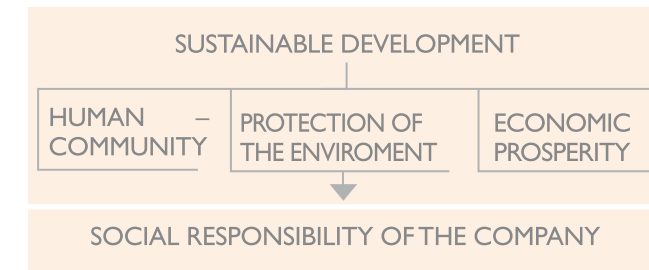 SUSTAINABLE DEVELOPMENT
HUMAN –
COMMUNITY
PROTECTION OF
THE ENVIROMENT
ECONOMIC
PROSPERITY
SOCIAL RESPONSIBILITY OF THE COMPANY